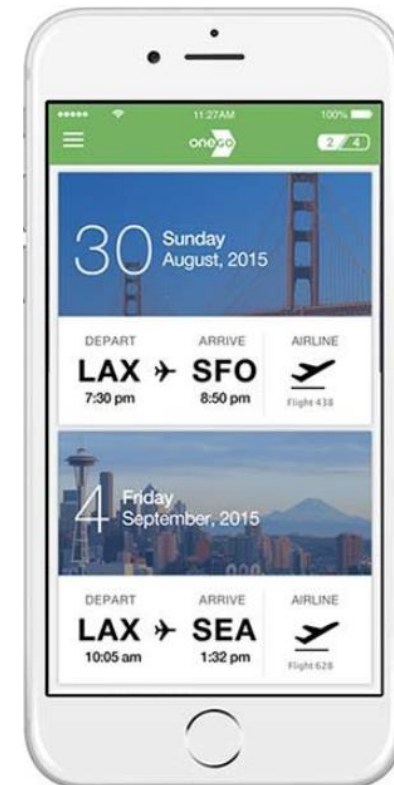 11:27AM 100%
oneGO
2 4
30 Sunday
August, 2015
DEPART ARRIVE AIRLINE
LAX SFO
7:30 pm 8:50 pm Flight 438
4 Friday
September, 2015
DEPART ARRIVE AIRLINE
LAX SEA
10:05 am 1:32 pm Flight 628